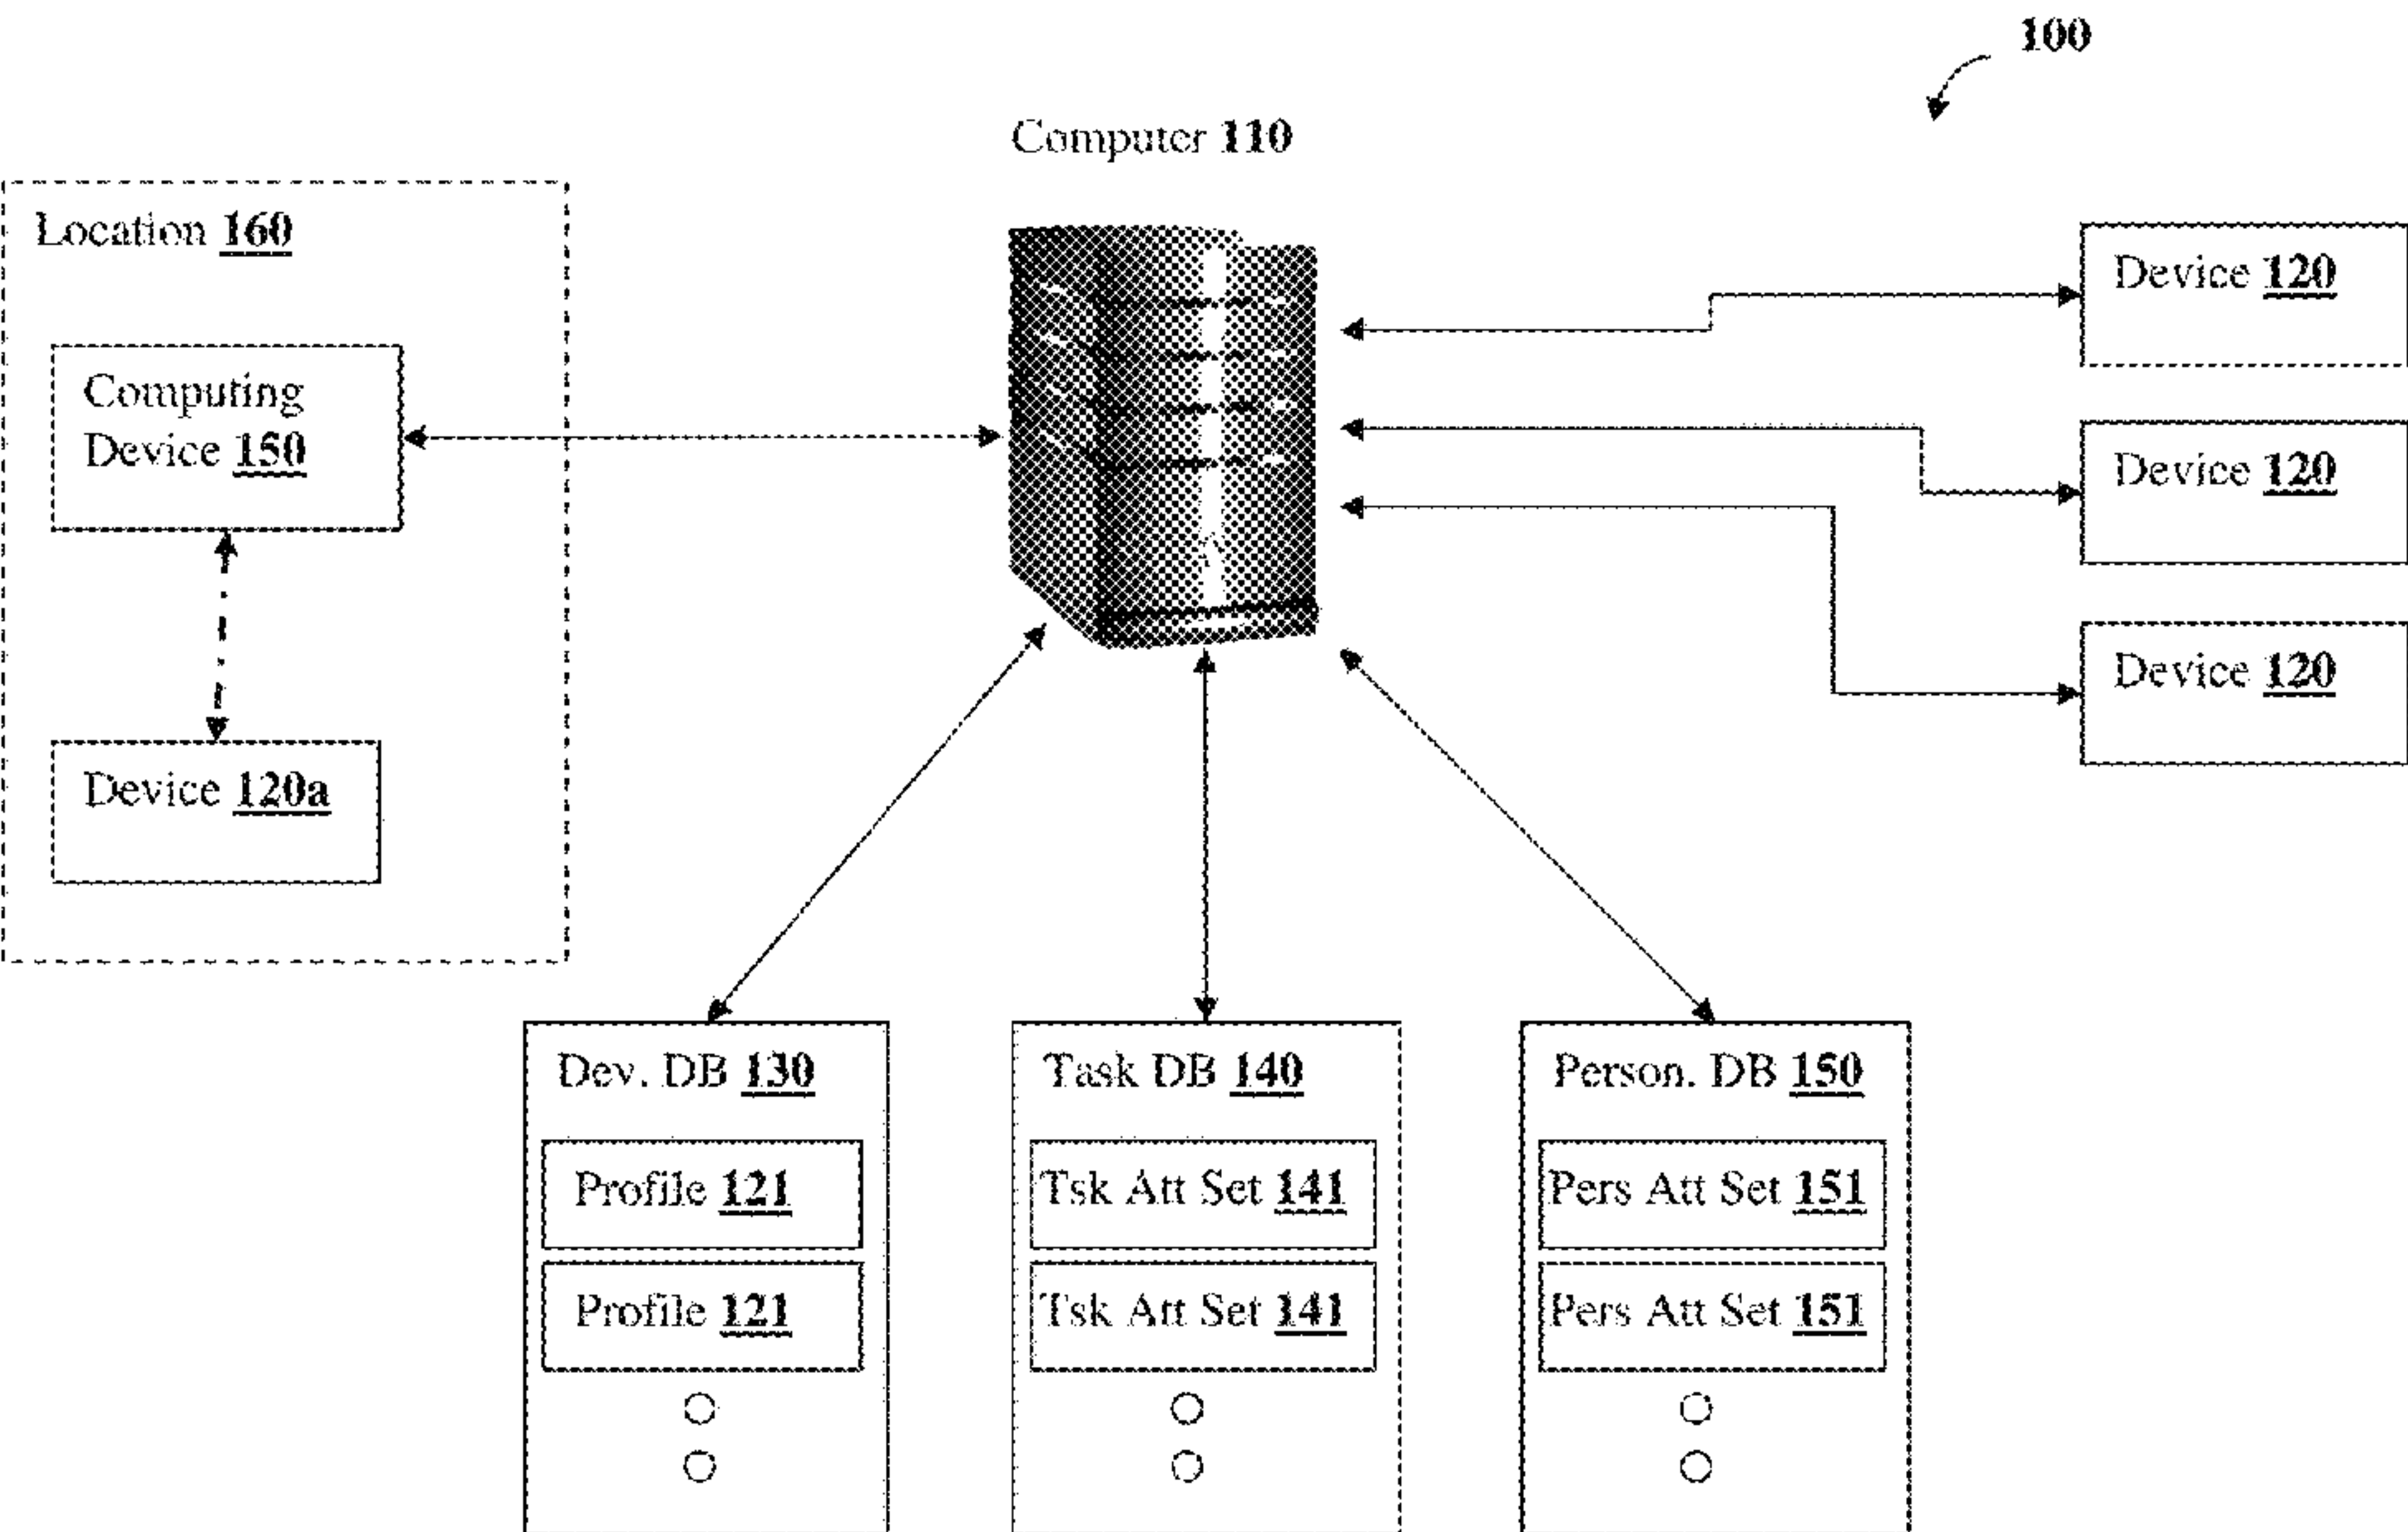 100
Computer 110
Location 160
Computing
Device 150
Device 120a
Device 120
Device 120
Device 120
Dev. DB 130
Profile 121
Profile 121
Task DB 140
Tsk Att Set 141
Tsk Att Set 141
Person. DB 150
Pers Att Set 151
Pers Att Set 151